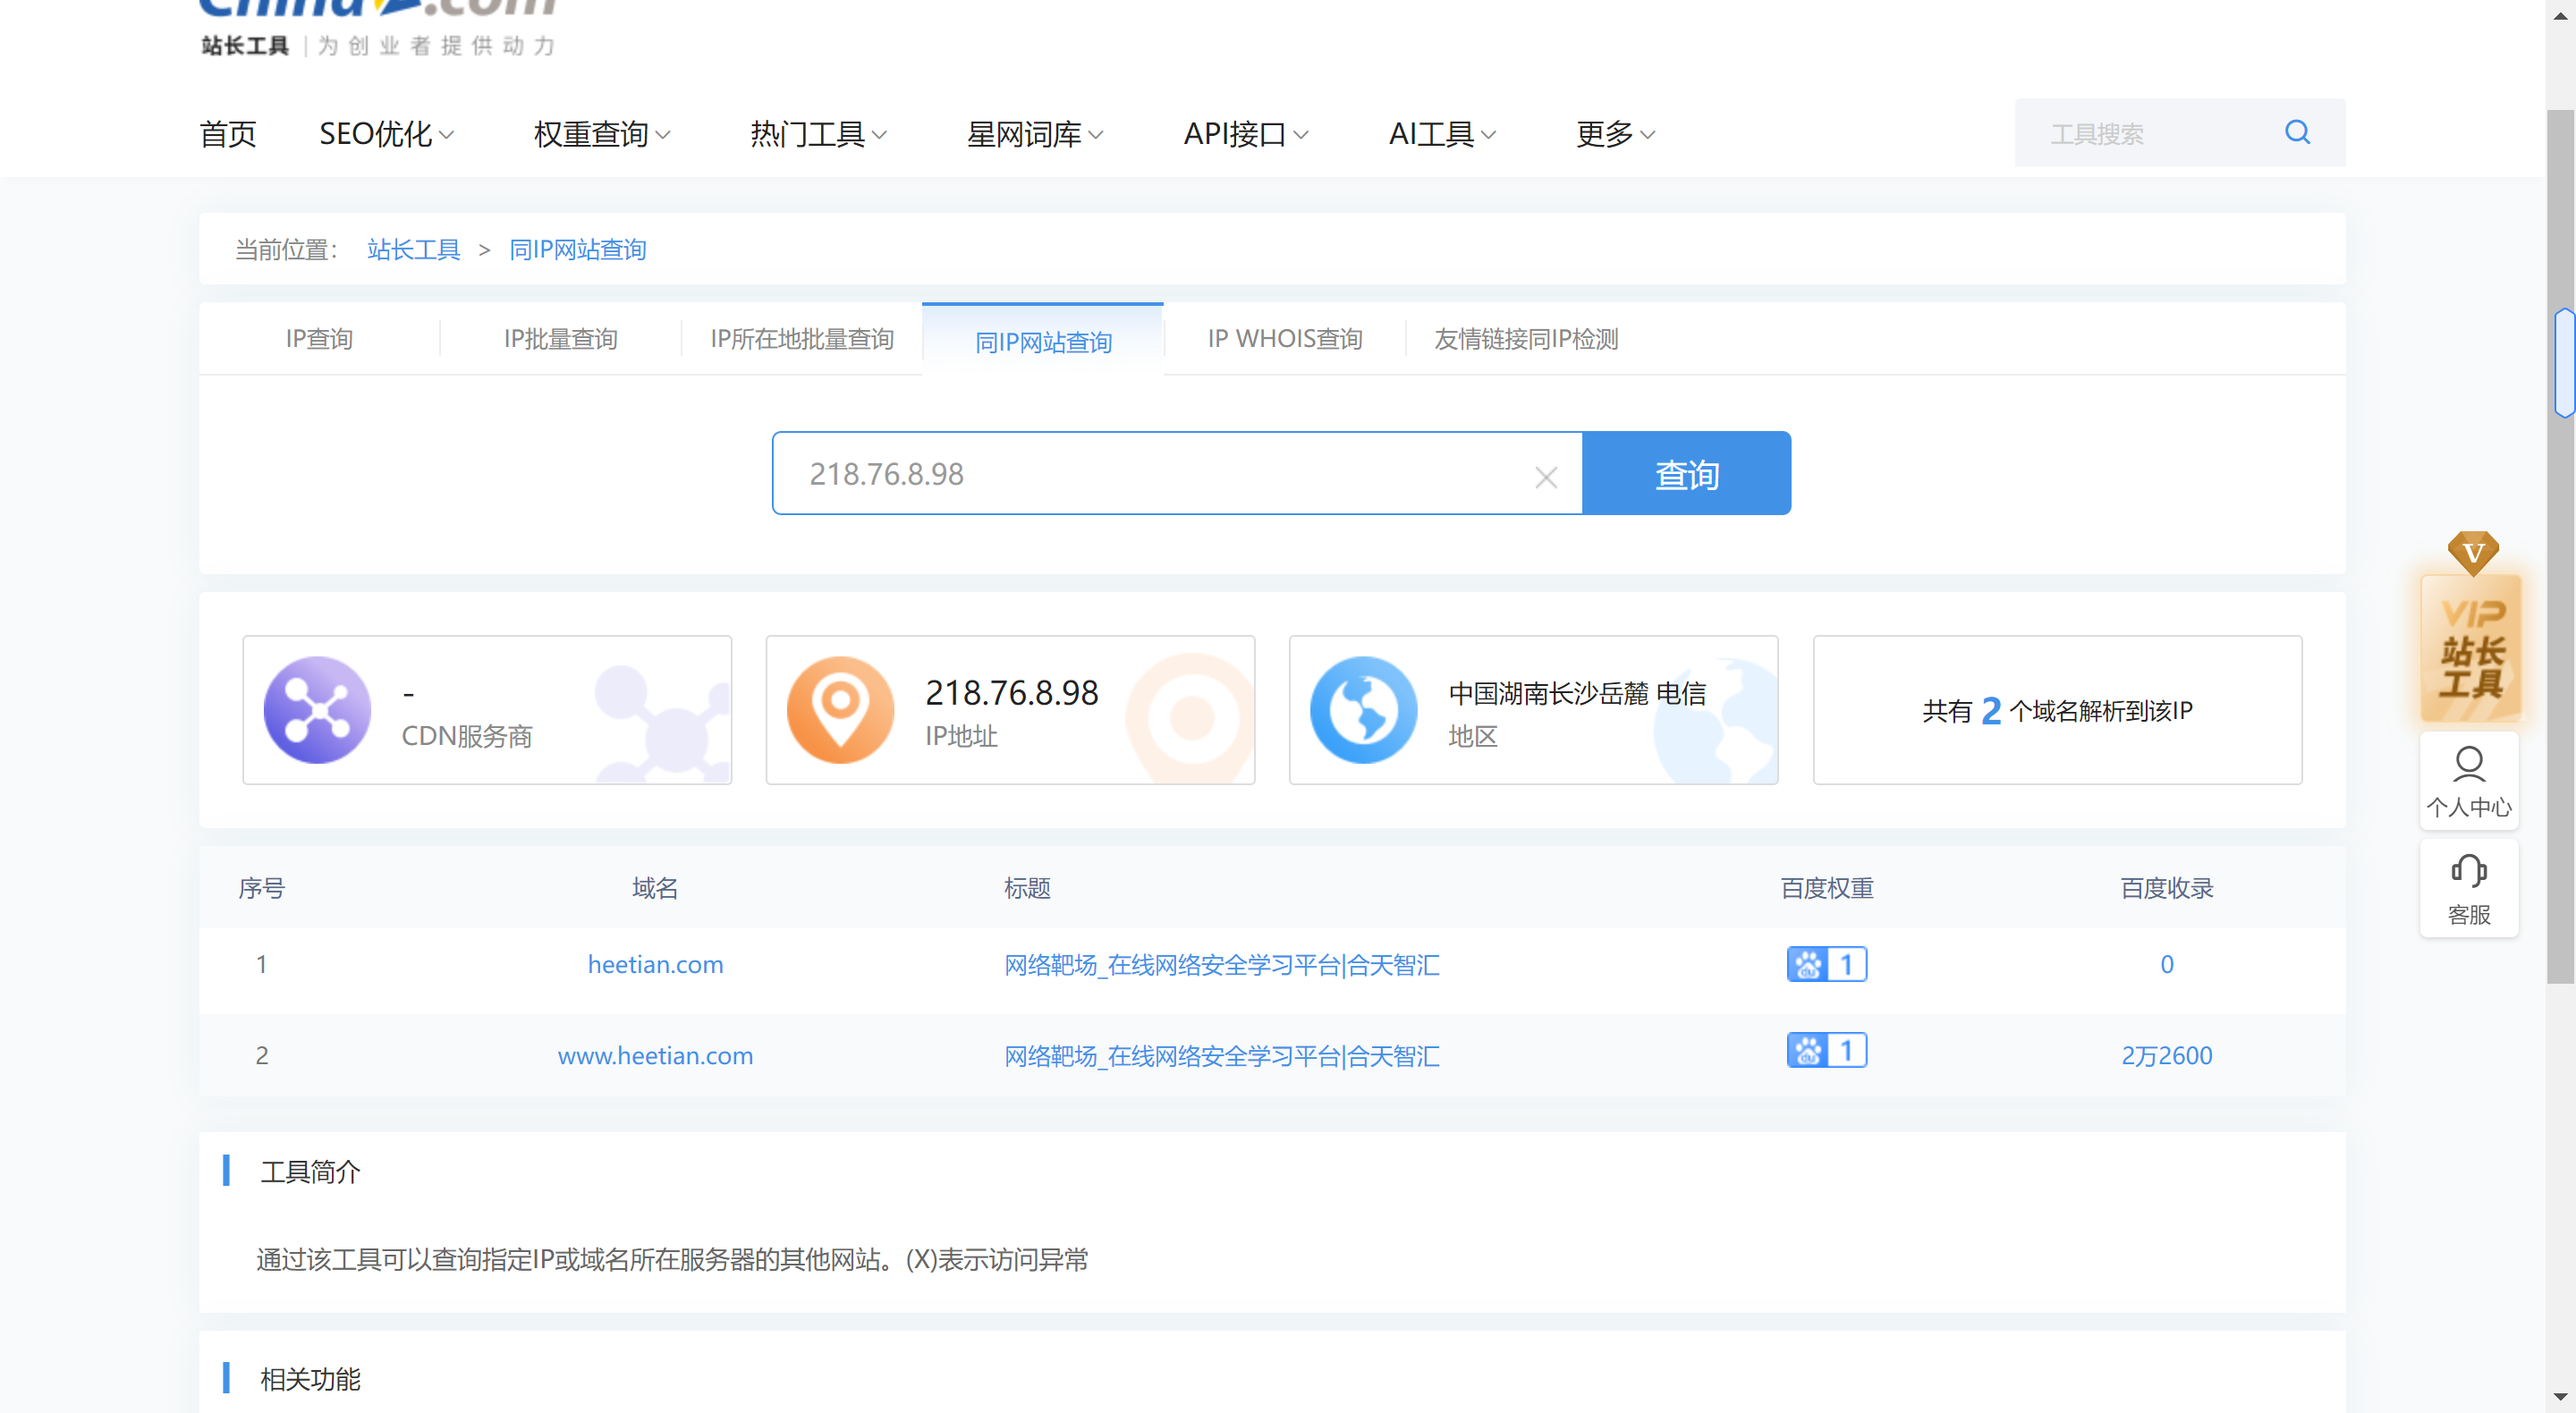 站长工具 | 为创业者提供动力
首页 SEO优化 权重查询 热门工具 星网词库 API接口 AI工具 更多 工具搜索
当前位置： 站长工具 > 同IP网站查询
IP查询 IP批量查询 IP所在地批量查询 同IP网站查询 IP WHOIS查询 友情链接同IP检测
218.76.8.98 查询
-
CDN服务商
218.76.8.98
IP地址
中国湖南长沙岳麓 电信
地区
共有 2 个域名解析到该IP
序号 域名 标题 百度权重 百度收录
1 heetian.com 网络靶场_在线网络安全学习平台|合天智汇 du 1 0
2 www.heetian.com 网络靶场_在线网络安全学习平台|合天智汇 du 1 2万2600
工具简介
通过该工具可以查询指定IP或域名所在服务器的其他网站。(X)表示访问异常
相关功能
V
VIP
站长
工具
个人中心
客服